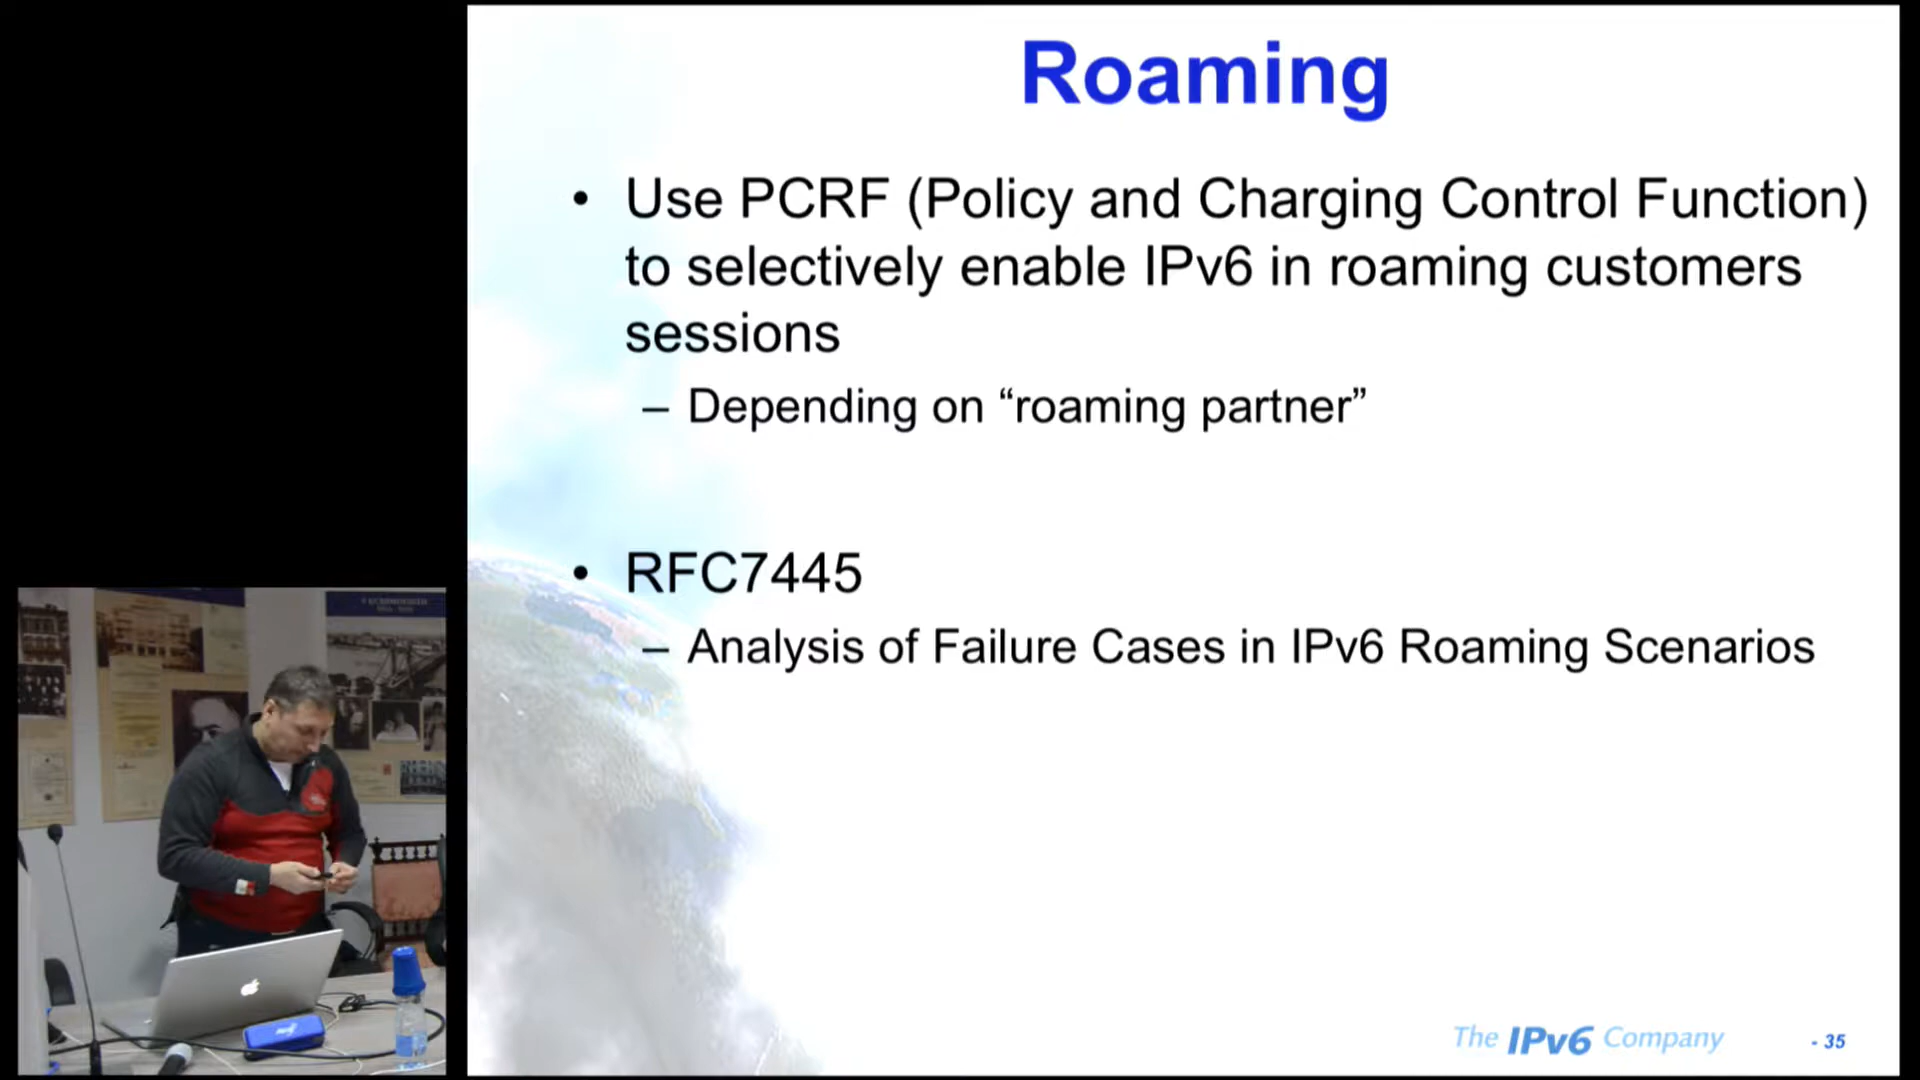 Roaming
• Use PCRF (Policy and Charging Control Function)
to selectively enable IPv6 in roaming customers
sessions
– Depending on “roaming partner”
• RFC7445
– Analysis of Failure Cases in IPv6 Roaming Scenarios
The IPv6 Company
- 35